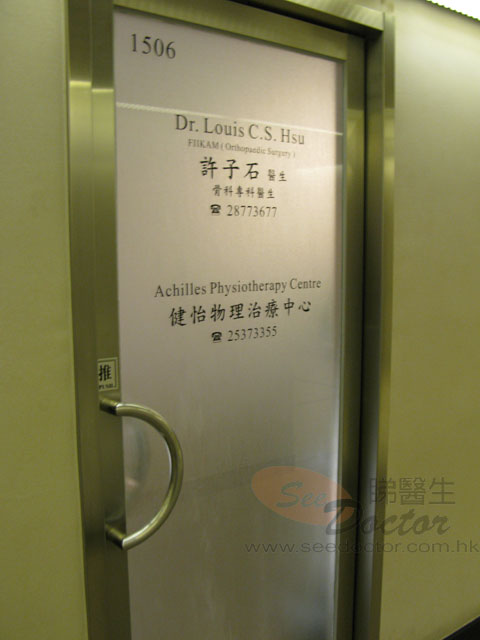 1506
Dr. Louis C.S. Hsu
FHKAM ( Orthopaedic Surgery )
許子石 醫生
骨科專科醫生
☎ 28773677
Achilles Physiotherapy Centre
健怡物理治療中心
☎ 25373355
推
PUSH
See 睇醫生
Doctor
www.seedoctor.com.hk